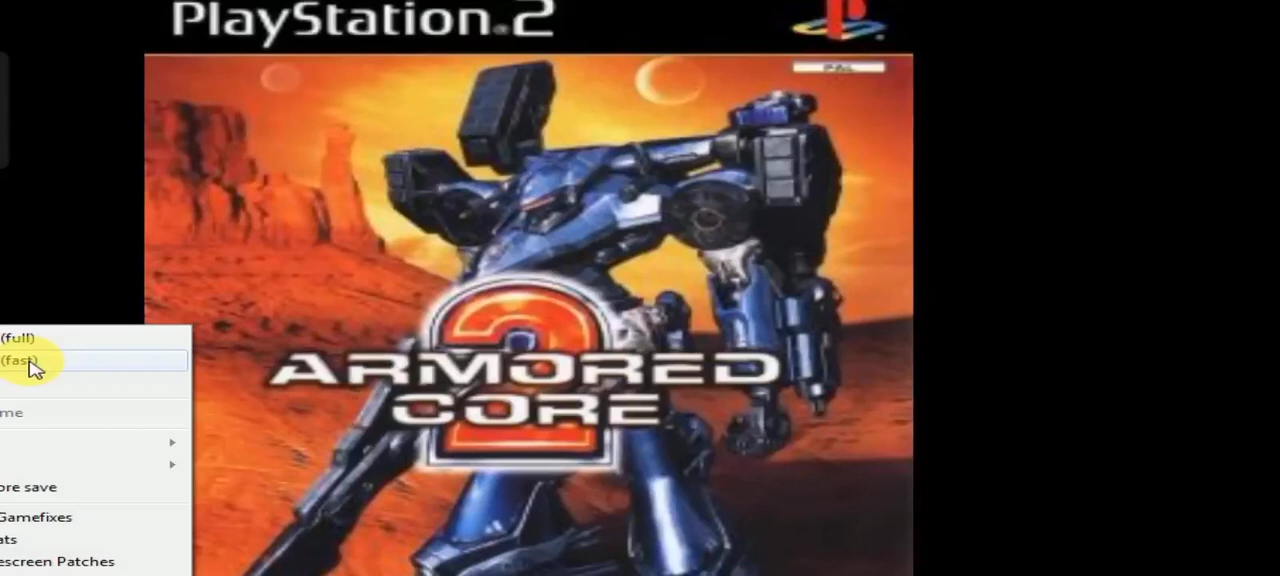 PlayStation®2
PAL
(full)
(fast)
me
ARMORED
2
CORE
ore save
Gamefixes
ats
escreen Patches